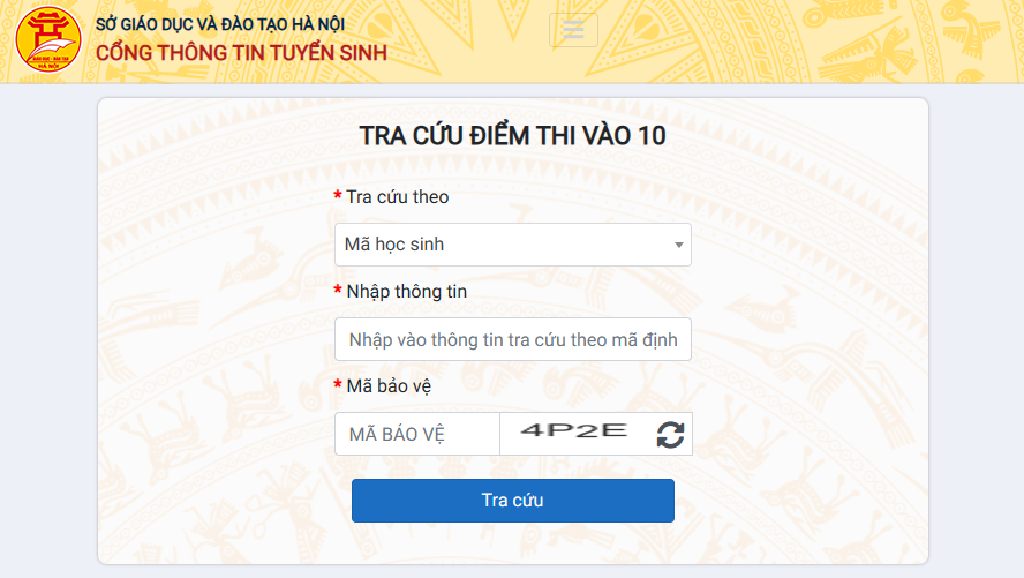 SỞ GIÁO DỤC VÀ ĐÀO TẠO HÀ NỘI
CỔNG THÔNG TIN TUYỂN SINH
TRA CỨU ĐIỂM THI VÀO 10
* Tra cứu theo
Mã học sinh
* Nhập thông tin
Nhập vào thông tin tra cứu theo mã định
* Mã bảo vệ
MÃ BẢO VỆ
4P2E
Tra cứu